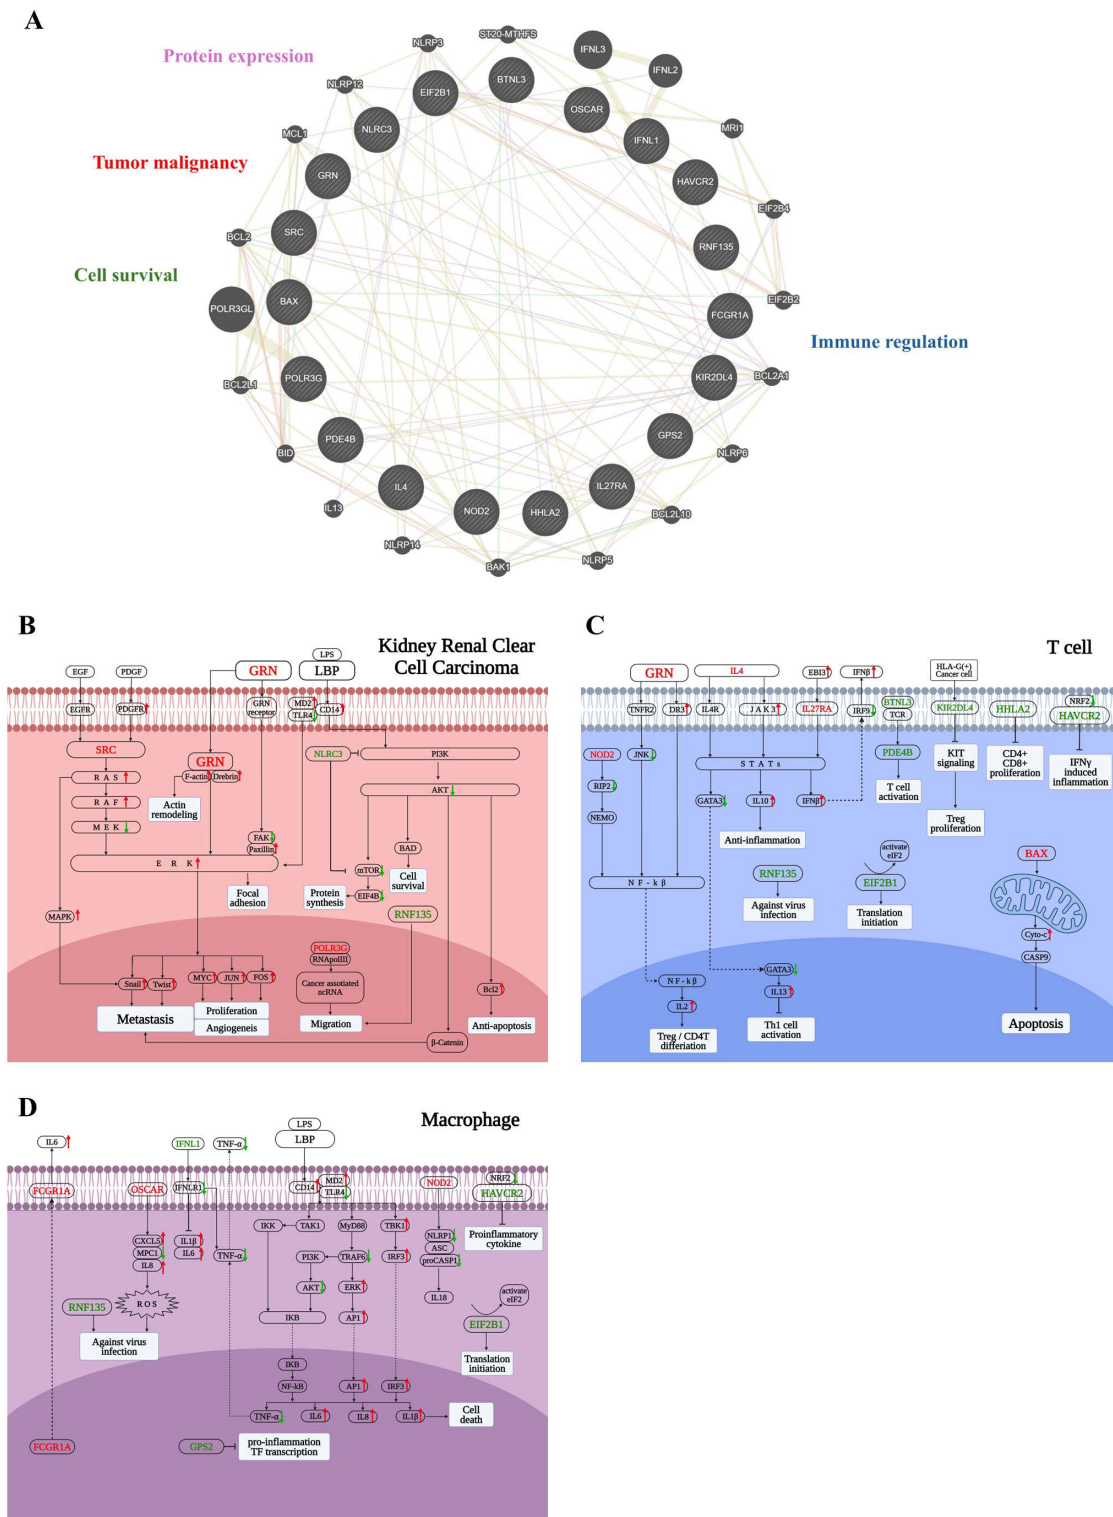 A
Protein expression
Tumor malignancy
Cell survival
Immune regulation
NLRP3
ST20-MTHFS
IFNL3
IFNL2
NLRP12
EIF2B1
BTNL3
OSCAR
MCL1
NLRC3
IFNL1
MRI1
GRN
HAVCR2
BCL2
SRC
EIF2B4
RNF135
POLR3GL
BAX
EIF2B2
FCGR1A
BCL2L1
POLR3G
KIR2DL4
BCL2A1
BID
PDE4B
GPS2
NLRP6
IL13
IL4
NOD2
HHLA2
IL27RA
BCL2L10
NLRP14
BAK1
NLRP5
B
Kidney Renal Clear
Cell Carcinoma
EGF
PDGF
GRN
LPS
LBP
EGFR
PDGFR
GRN
receptor
MD2
TLR4
CD14
SRC
NLRC3
PI3K
GRN
F-actin
Drebrin
RAS
RAF
MEK
Actin
remodeling
AKT
FAK
Paxillin
ERK
BAD
mTOR
EIF4B
Cell
survival
Protein
synthesis
Focal
adhesion
RNF135
MAPK
POLR3G
RNApolIII
Cancer assotiated
ncRNA
Migration
Snail
Twist
MYC
JUN
FOS
Metastasis
Proliferation
Angiogeneis
Bcl2
Anti-apoptosis
β-Catenin
C
T cell
GRN
IL4
EBI3
IFNβ
HLA-G(+)
Cancer cell
NRF2
HAVCR2
TNFR2
DR3
IL4R
JAK3
IL27RA
IRF9
BTNL3
TCR
KIR2DL4
HHLA2
NOD2
JNK
STATs
PDE4B
KIT
signaling
CD4+
CD8+
proliferation
IFNγ
induced
inflammation
RIP2
NEMO
GATA3
IL10
IFNβ
T cell
activation
Treg
proliferation
Anti-inflammation
NF-kβ
RNF135
Against virus
infection
activate
eIF2
EIF2B1
Translation
initiation
BAX
Cyto-c
CASP9
Apoptosis
NF-kβ
IL2
Treg / CD4T
differiation
GATA3
IL13
Th1 cell
activation
D
Macrophage
IL6
IFNL1
TNF-α
LPS
LBP
FCGR1A
OSCAR
IFNLR1
CD14
MD2
TLR4
NOD2
NRF2
HAVCR2
CXCL5
MPC1
IL8
IL1β
IL6
TNF-α
IKK
TAK1
MyD88
TBK1
NLRP1
ASC
proCASP1
IL18
Proinflammatory
cytokine
PI3K
TRAF6
IRF3
AKT
ERK
ROS
RNF135
Against virus
infection
IKB
AP1
activate
eIF2
EIF2B1
Translation
initiation
IKB
NF-kB
AP1
IRF3
TNF-α
IL6
IL8
IL1β
Cell
death
FCGR1A
GPS2
pro-inflammation
TF transcription